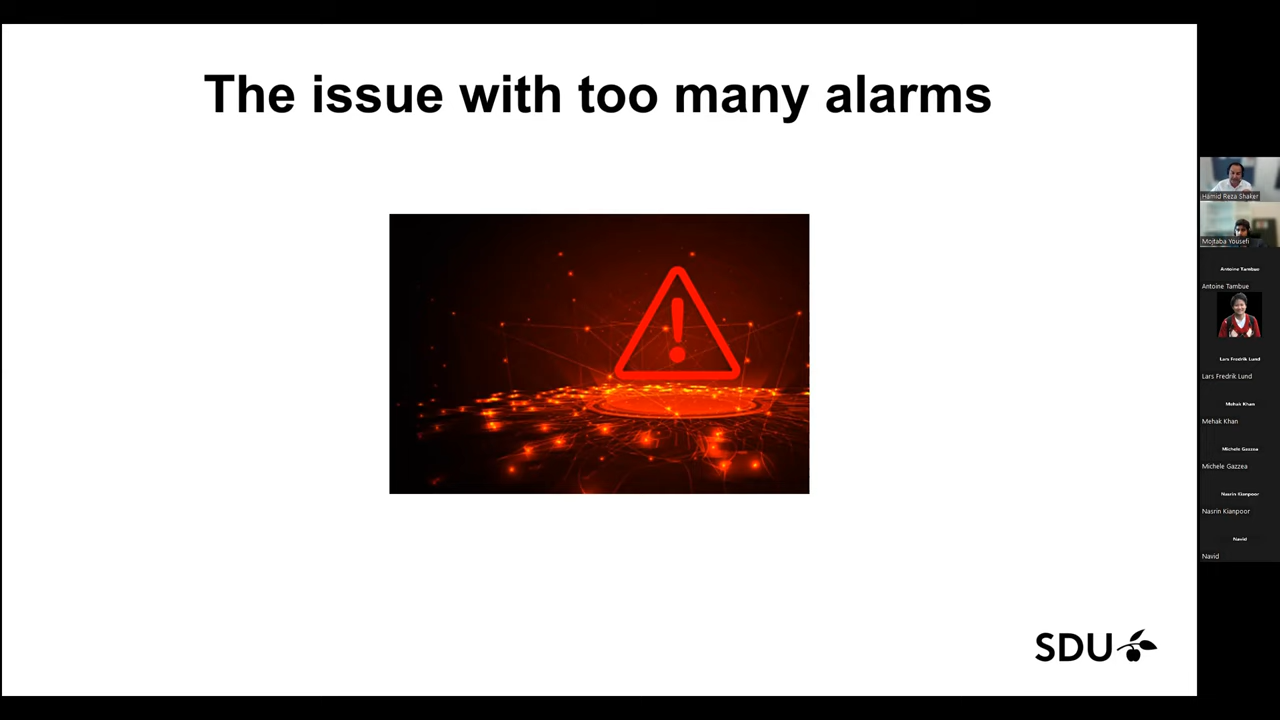 The issue with too many alarms
SDU
Hamid Reza Shaker
Mojtaba Yousefi
Antoine Tambue
Antoine Tambue
Lars Fredrik Lund
Lars Fredrik Lund
Mehak Khan
Mehak Khan
Michele Gazzea
Michele Gazzea
Nasrin Kianpoor
Nasrin Kianpoor
Navid
Navid